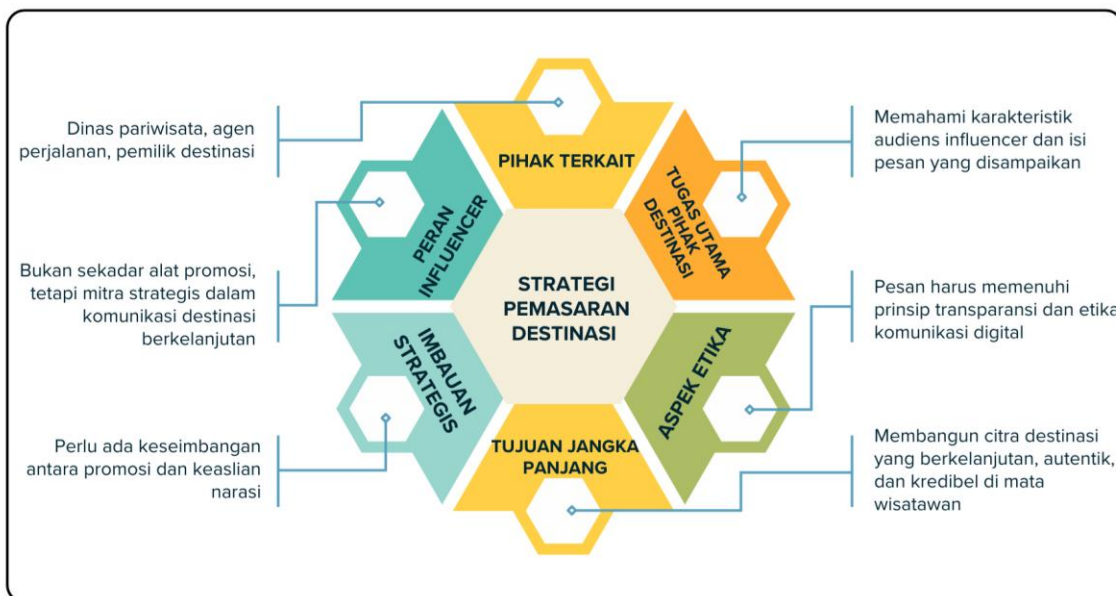 Dinas pariwisata, agen
perjalanan, pemilik destinasi
PIHAK TERKAIT
Memahami karakteristik
audiens influencer dan isi
pesan yang disampaikan
TUGAS UTAMA
PIHAK
DESTINASI
PERAN
INFLUENCER
Bukan sekadar alat promosi,
tetapi mitra strategis dalam
komunikasi destinasi
berkelanjutan
STRATEGI
PEMASARAN
DESTINASI
Pesan harus memenuhi
prinsip transparansi dan etika
komunikasi digital
IMBAUAN
STRATEGIS
ASPEK ETIKA
Perlu ada keseimbangan
antara promosi dan keaslian
narasi
TUJUAN JANGKA
PANJANG
Membangun citra destinasi
yang berkelanjutan, autentik,
dan kredibel di mata
wisatawan